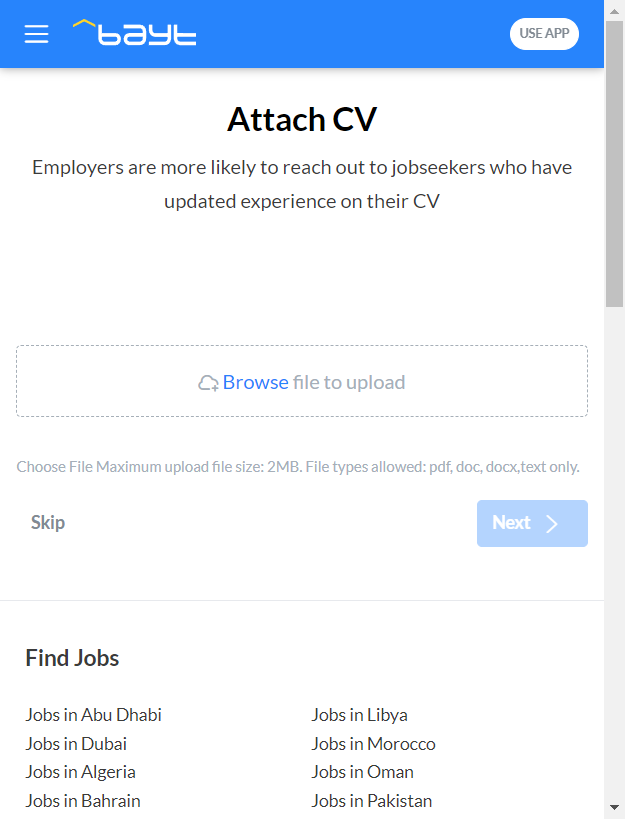 bayt
USE APP
Attach CV
Employers are more likely to reach out to jobseekers who have
updated experience on their CV
Browse file to upload
Choose File Maximum upload file size: 2MB. File types allowed: pdf, doc, docx,text only.
Skip
Next
Find Jobs
Jobs in Abu Dhabi
Jobs in Libya
Jobs in Dubai
Jobs in Morocco
Jobs in Algeria
Jobs in Oman
Jobs in Bahrain
Jobs in Pakistan